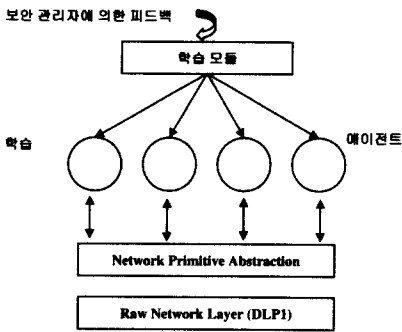 보안 관리자에 의한 피드백
학습 모듈
학습
에이전트
Network Primitive Abstraction
Raw Network Layer (DLP1)